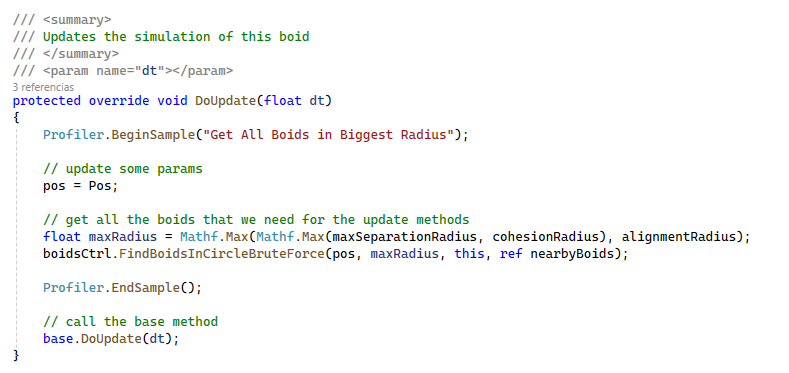 /// <summary>
/// Updates the simulation of this boid
/// </summary>
/// <param name="dt"></param>
3 referencias
protected override void DoUpdate(float dt)
{
    Profiler.BeginSample("Get All Boids in Biggest Radius");
    // update some params
    pos = Pos;
    // get all the boids that we need for the update methods
    float maxRadius = Mathf.Max(Mathf.Max(maxSeparationRadius, cohesionRadius), alignmentRadius);
    boidsCtrl.FindBoidsInCircleBruteForce(pos, maxRadius, this, ref nearbyBoids);
    Profiler.EndSample();
    // call the base method
    base.DoUpdate(dt);
}